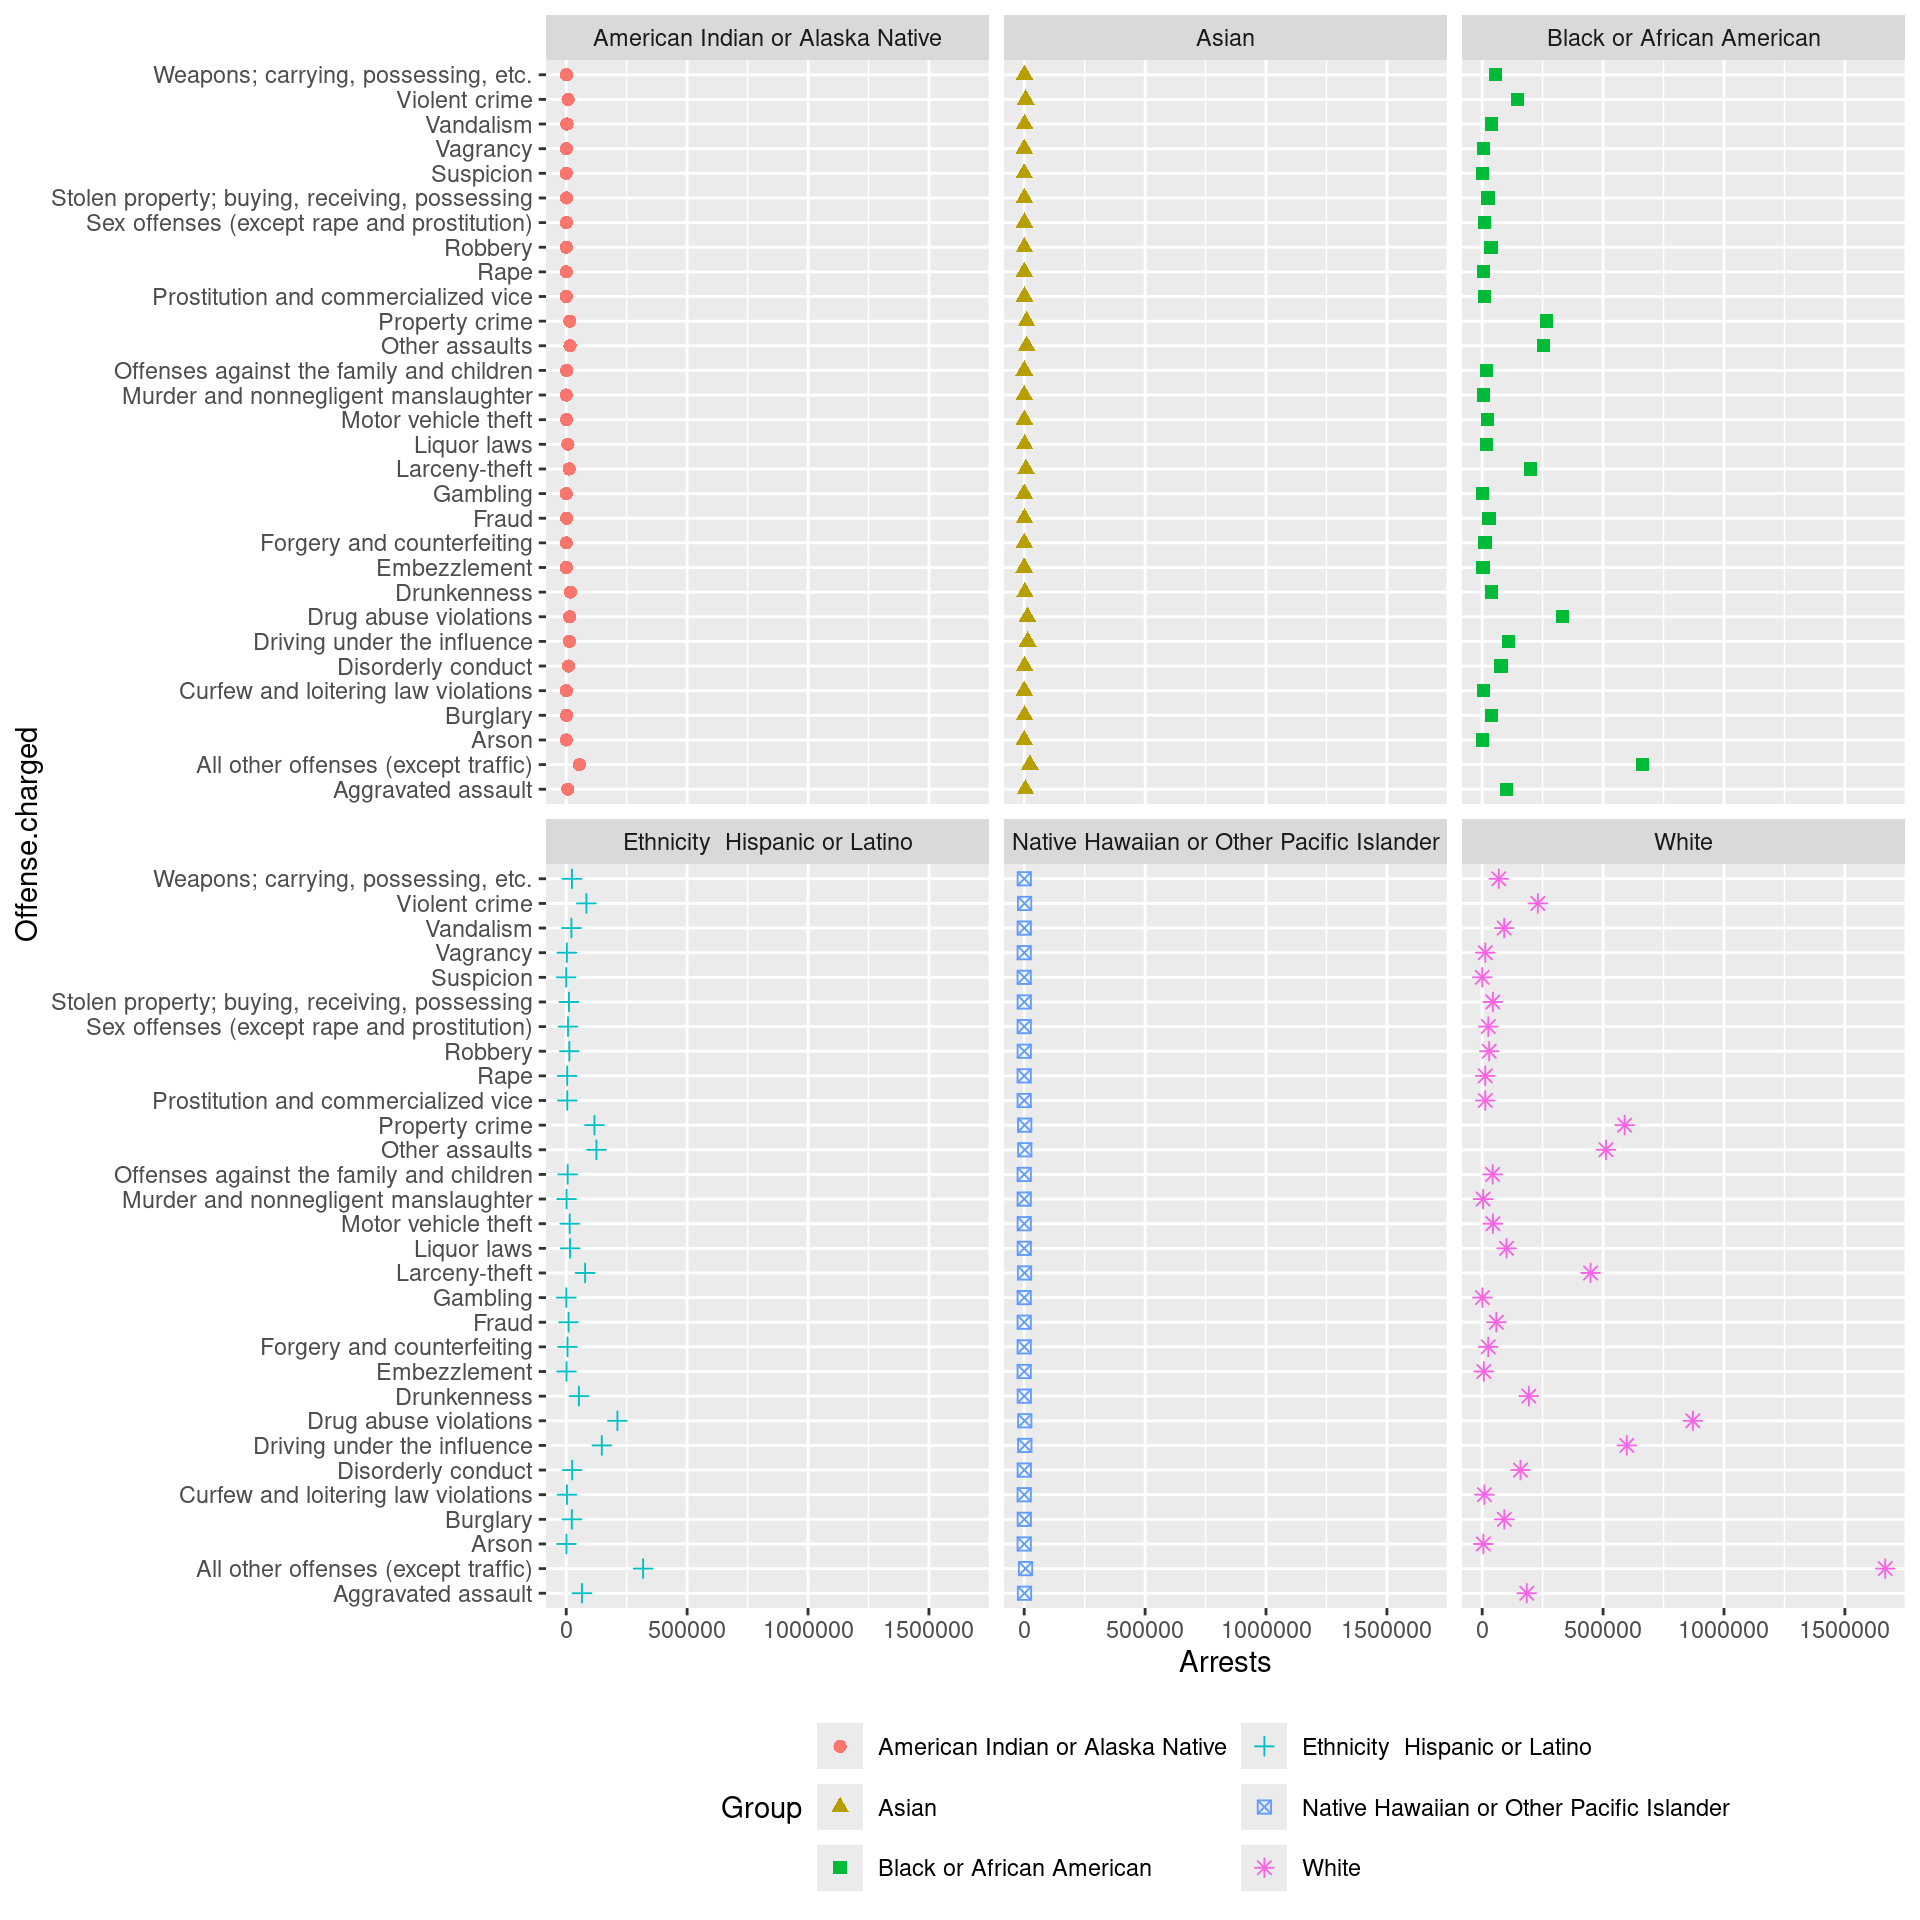 American Indian or Alaska Native
Asian
Black or African American
Weapons; carrying, possessing, etc.
Violent crime
Vandalism
Vagrancy
Suspicion
Stolen property; buying, receiving, possessing
Sex offenses (except rape and prostitution)
Robbery
Rape
Prostitution and commercialized vice
Property crime
Other assaults
Offenses against the family and children
Murder and nonnegligent manslaughter
Motor vehicle theft
Liquor laws
Larceny-theft
Gambling
Fraud
Forgery and counterfeiting
Embezzlement
Drunkenness
Drug abuse violations
Driving under the influence
Disorderly conduct
Curfew and loitering law violations
Burglary
Arson
All other offenses (except traffic)
Aggravated assault
Offense.charged
Ethnicity  Hispanic or Latino
Native Hawaiian or Other Pacific Islander
White
Weapons; carrying, possessing, etc.
Violent crime
Vandalism
Vagrancy
Suspicion
Stolen property; buying, receiving, possessing
Sex offenses (except rape and prostitution)
Robbery
Rape
Prostitution and commercialized vice
Property crime
Other assaults
Offenses against the family and children
Murder and nonnegligent manslaughter
Motor vehicle theft
Liquor laws
Larceny-theft
Gambling
Fraud
Forgery and counterfeiting
Embezzlement
Drunkenness
Drug abuse violations
Driving under the influence
Disorderly conduct
Curfew and loitering law violations
Burglary
Arson
All other offenses (except traffic)
Aggravated assault
0 500000 1000000 1500000
0 500000 1000000 1500000
0 500000 1000000 1500000
Arrests
Group
American Indian or Alaska Native
Asian
Black or African American
Ethnicity  Hispanic or Latino
Native Hawaiian or Other Pacific Islander
White